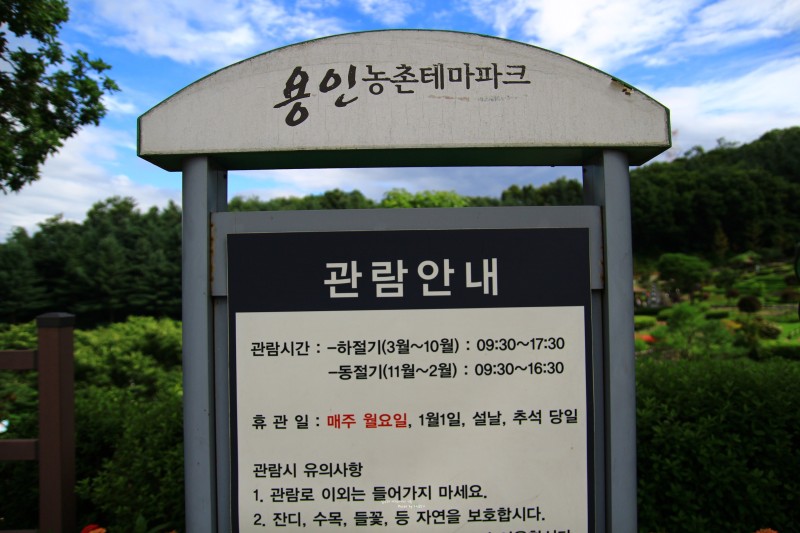 용인농촌테마파크
관람안내
관람시간 : -하절기(3월~10월) : 09:30~17:30
-동절기(11월~2월) : 09:30~16:30
휴 관 일 : 매주 월요일, 1월1일, 설날, 추석 당일
관람시 유의사항
1. 관람로 이외는 들어가지 마세요.
2. 잔디, 수목, 들꽃, 등 자연을 보호합시다.